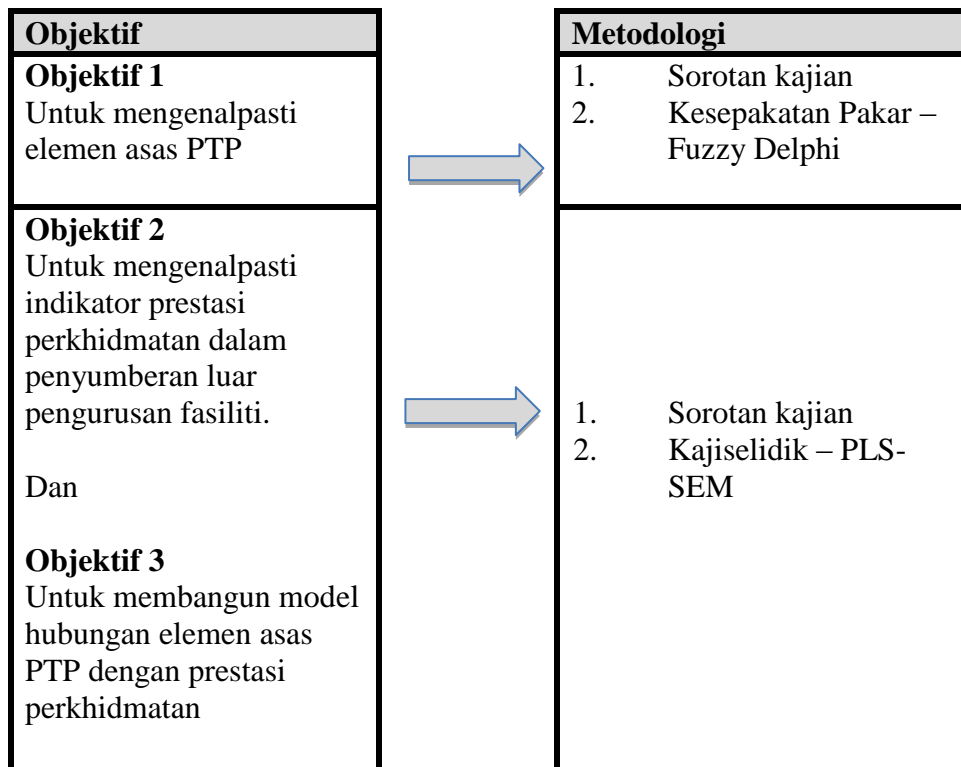 Objektif
Objektif 1
Untuk mengenalpasti
elemen asas PTP
Objektif 2
Untuk mengenalpasti
indikator prestasi
perkhidmatan dalam
penyumberan luar
pengurusan fasiliti.
Dan
Objektif 3
Untuk membangun model
hubungan elemen asas
PTP dengan prestasi
perkhidmatan
Metodologi
1. Sorotan kajian
2. Kesepakatan Pakar –
Fuzzy Delphi
1. Sorotan kajian
2. Kajiselidik – PLS-
SEM